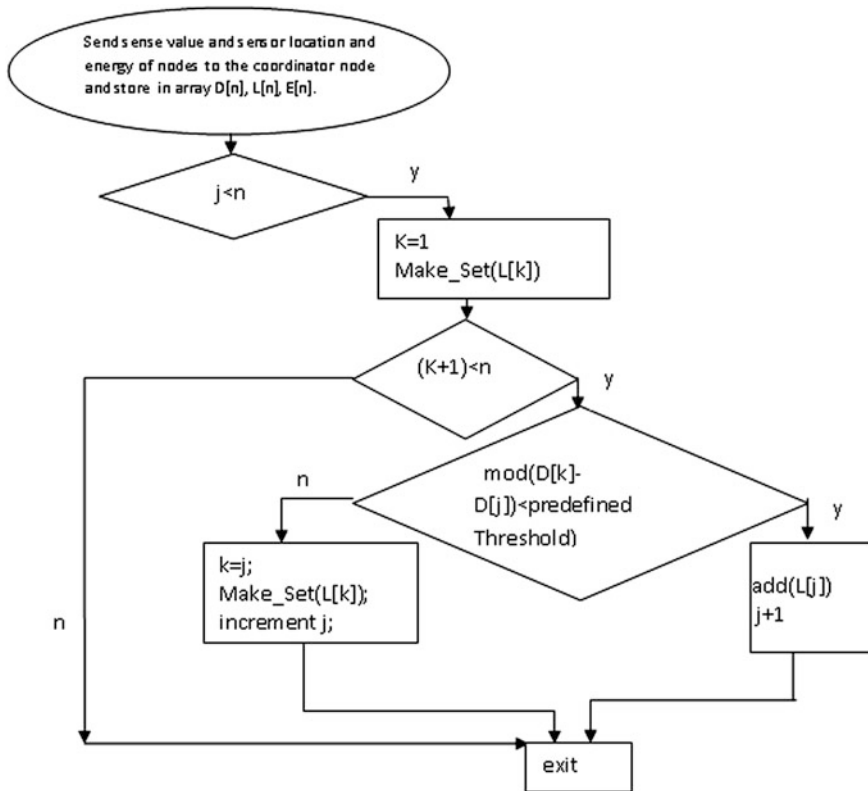 Send sense value and sensor location and
energy of nodes to the coordinator node
and store in array D[n], L[n], E[n].
j<n
y
K=1
Make_Set(L[k])
(K+1)<n
y
n
mod(D[k]-
D[j])<predefined
Threshold)
y
k=j;
Make_Set(L[k]);
increment j;
add(L[j])
j+1
n
exit